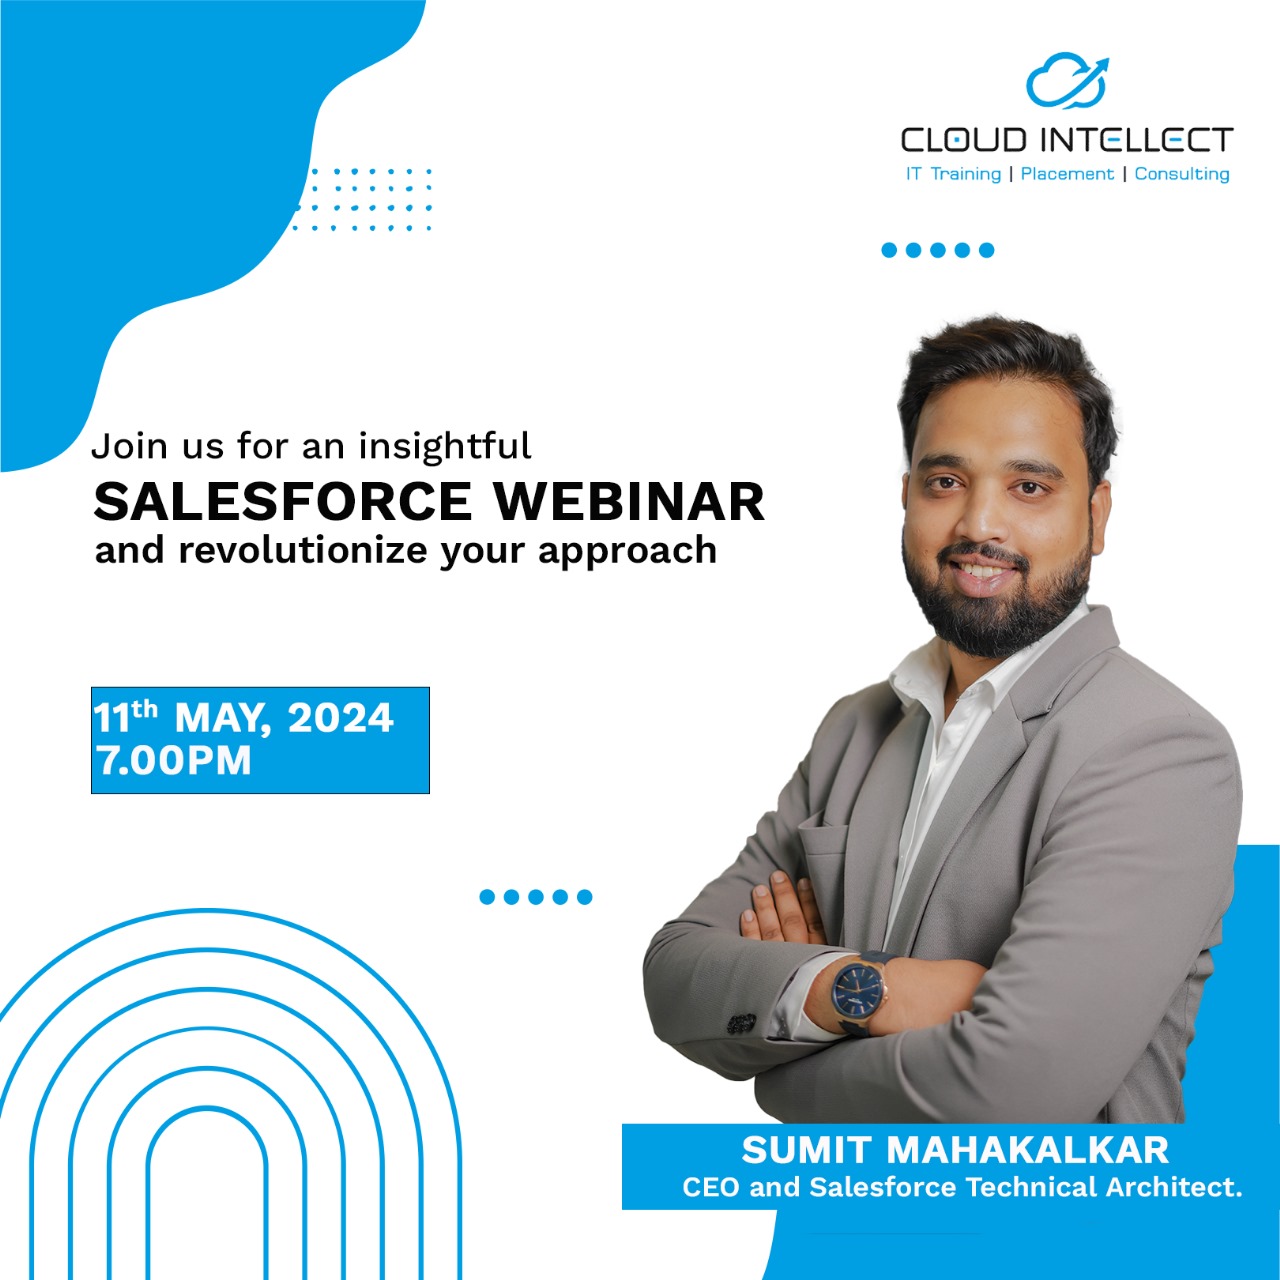 CLOUD INTELLECT
IT Training | Placement | Consulting
Join us for an insightful
SALESFORCE WEBINAR
and revolutionize your approach
11th MAY, 2024
7.00PM
SUMIT MAHAKALKAR
CEO and Salesforce Technical Architect.